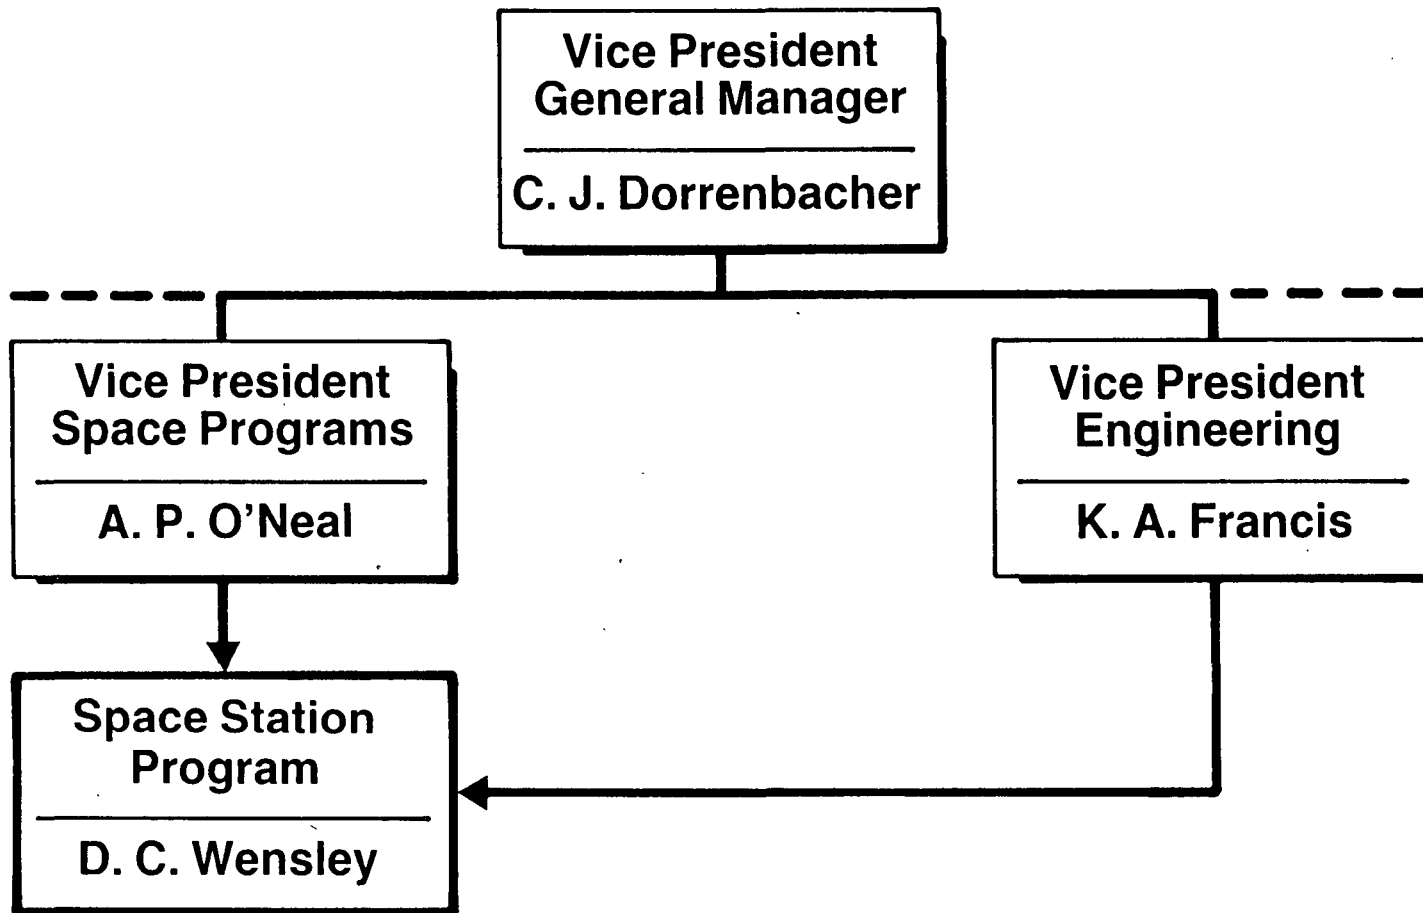 Vice President
General Manager
C. J. Dorrenbacher
Vice President
Space Programs
A. P. O'Neal
Vice President
Engineering
K. A. Francis
Space Station
Program
D. C. Wensley